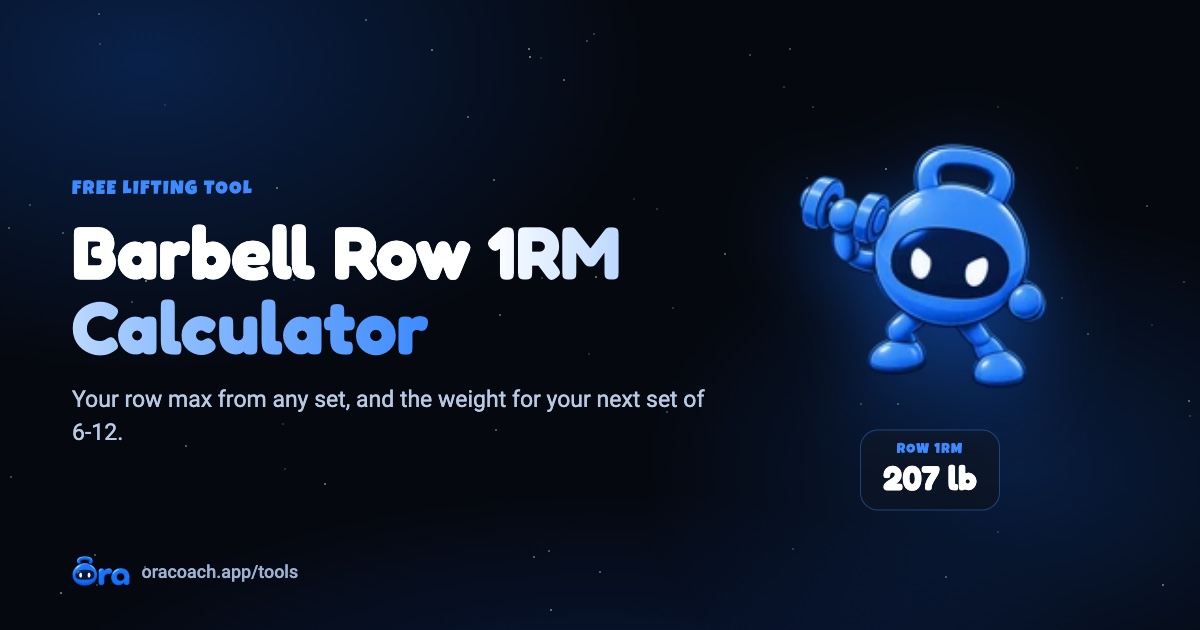 FREE LIFTING TOOL
Barbell Row 1RM
Calculator
Your row max from any set, and the weight for your next set of
6-12.
ROW 1RM
207 lb
Ora oracoach.app/tools